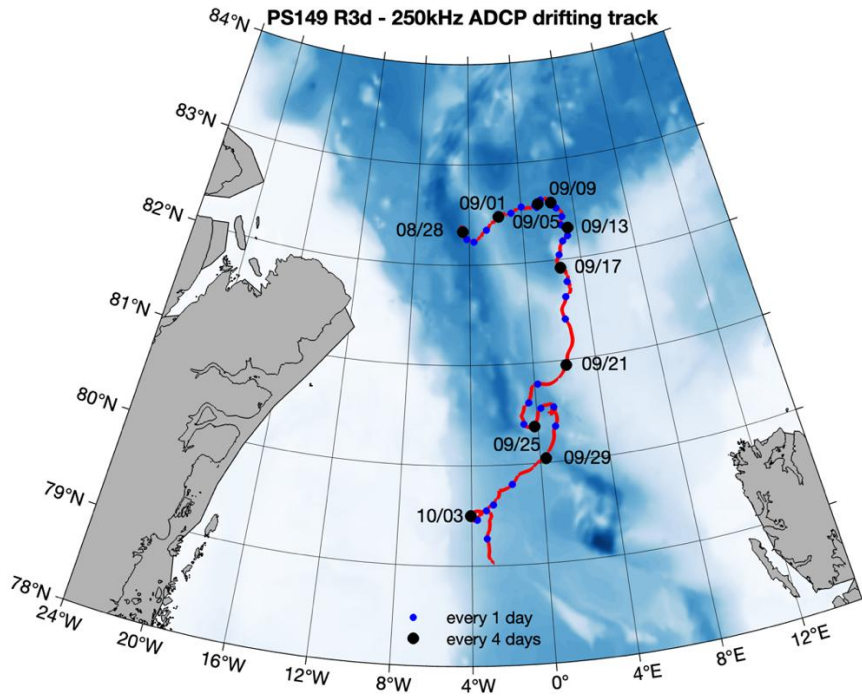 PS149 R3d - 250kHz ADCP drifting track
84°N
83°N
82°N
81°N
80°N
79°N
78°N
09/09
09/01
09/05
09/13
08/28
09/17
09/21
09/25
09/29
10/03
every 1 day
every 4 days
24°W
20°W
16°W
12°W
8°W
4°W
0°
4°E
8°E
12°E